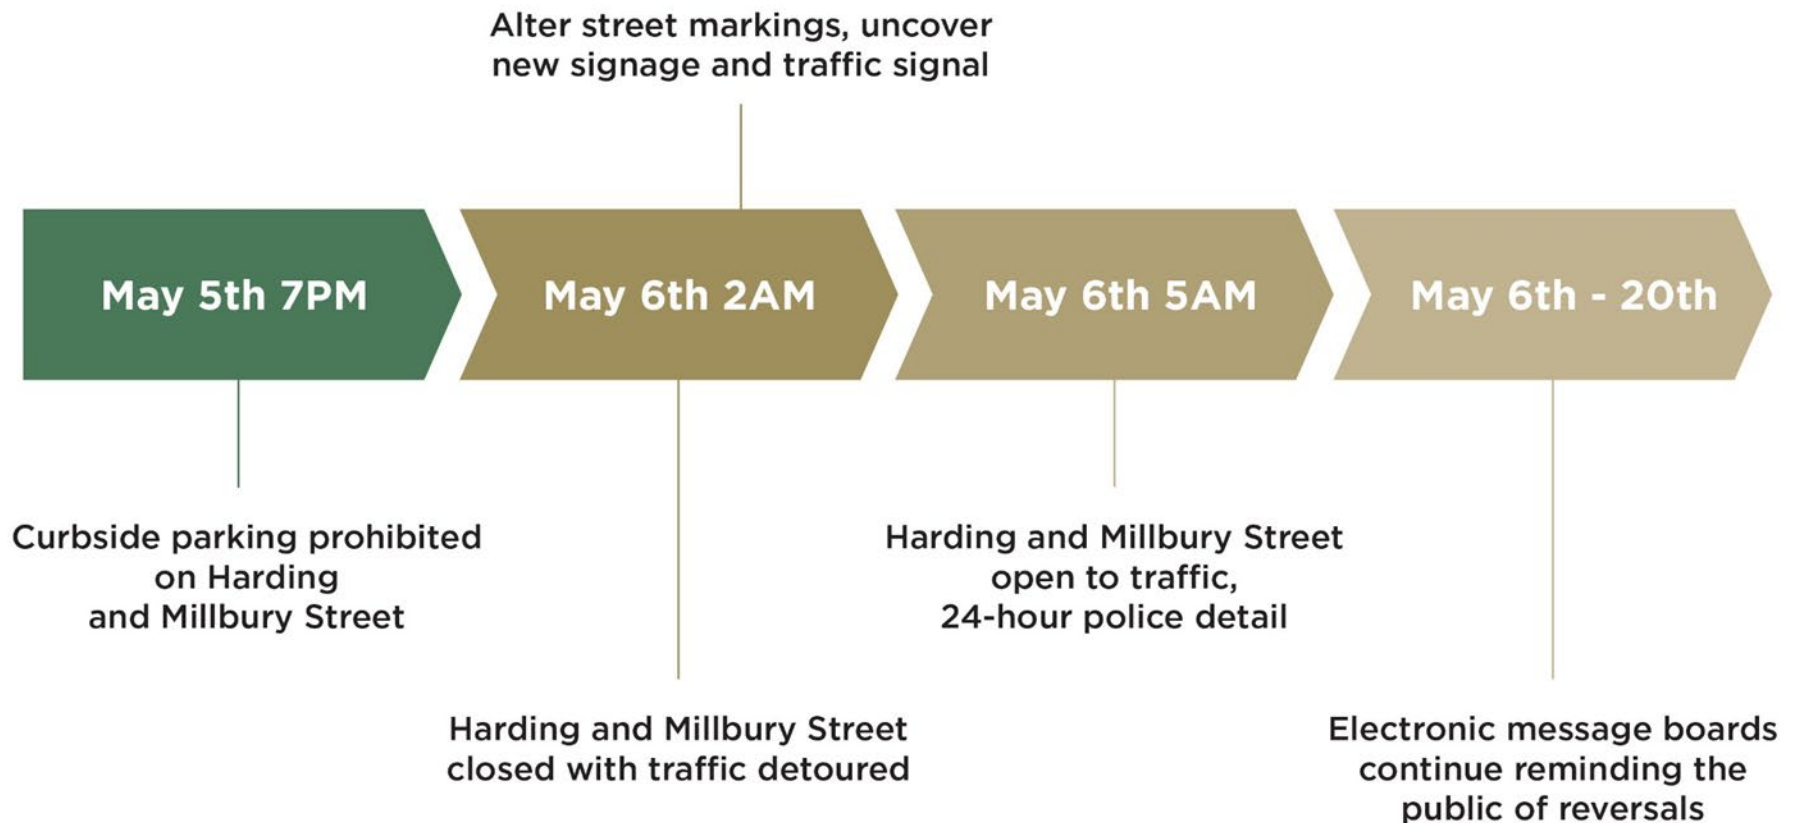 Alter street markings, uncover
new signage and traffic signal
May 5th 7PM
May 6th 2AM
May 6th 5AM
May 6th - 20th
Curbside parking prohibited
on Harding
and Millbury Street
Harding and Millbury Street
closed with traffic detoured
Harding and Millbury Street
open to traffic,
24-hour police detail
Electronic message boards
continue reminding the
public of reversals